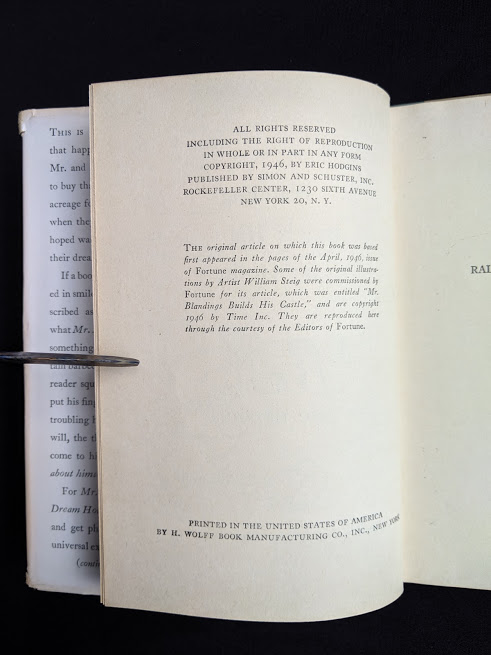 This is
that happ
Mr. and
to buy th
acreage fo
when the
hoped wa
their drea
If a boo
ed in smile
scribed as
what Mr.
something
reader squ
put his fin
troubling b
will, the t
come to hi
about hims
For Mr.
Dream Ho
and get pl
universal ex
(conti
ALL RIGHTS RESERVED
INCLUDING THE RIGHT OF REPRODUCTION
IN WHOLE OR IN PART IN ANY FORM
COPYRIGHT, 1946, BY ERIC HODGINS
PUBLISHED BY SIMON AND SCHUSTER, INC.
ROCKEFELLER CENTER, 1230 SIXTH AVENUE
NEW YORK 20, N. Y.
The original article on which this book was based
first appeared in the pages of the April, 1946, issue
of Fortune magazine. Some of the original illustra-
tions by Artist William Steig were commissioned by
Fortune for its article, which was entitled "Mr.
Blandings Builds His Castle," and are copyright
1946 by Time Inc. They are reproduced here
through the courtesy of the Editors of Fortune.
PRINTED IN THE UNITED STATES OF AMERICA
BY H. WOLFF BOOK MANUFACTURING CO., INC., NEW YORK
RAI